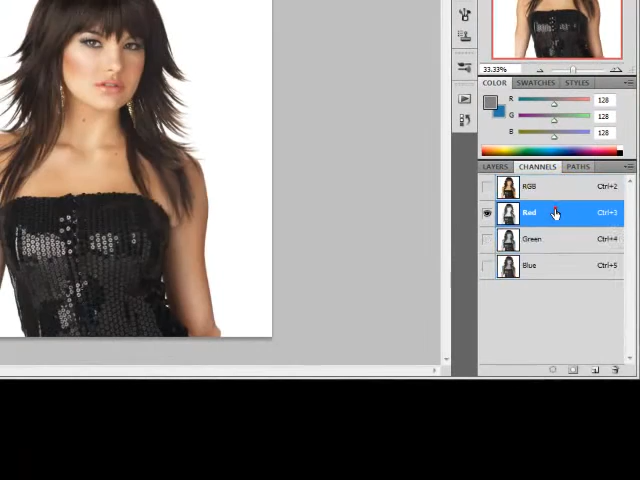 33.33%
COLOR SWATCHES STYLES
R 128
G 128
B 128
LAYERS CHANNELS PATHS
RGB Ctrl+2
Red Ctrl+3
Green Ctrl+4
Blue Ctrl+5